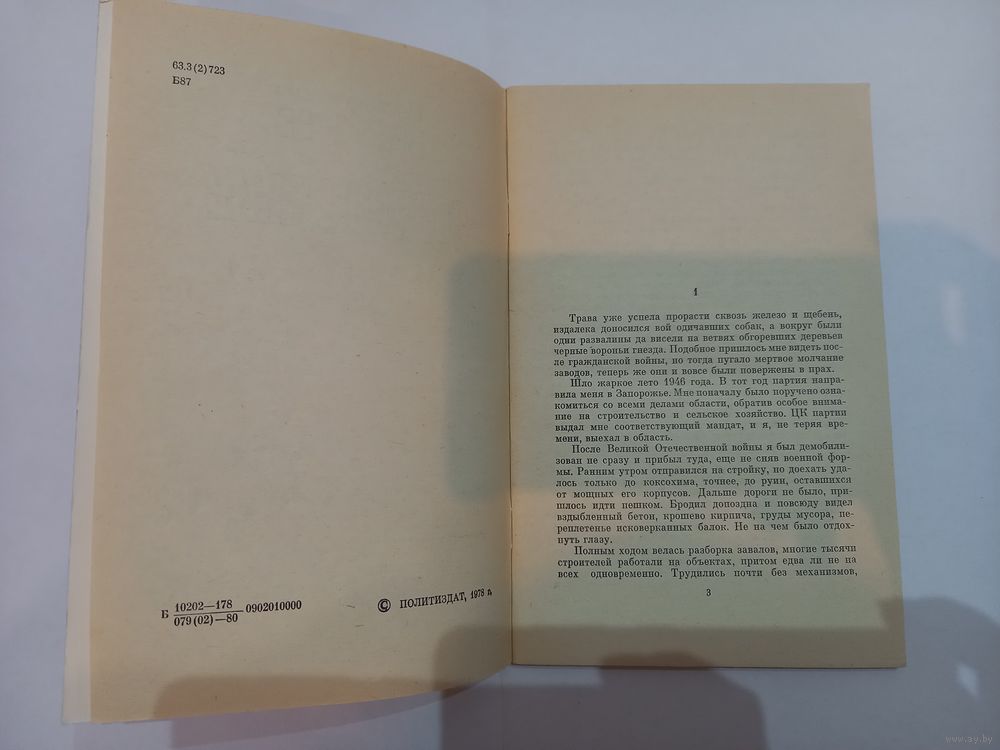 63.3(2)723
Б87
Б 10202—178
079(02)—80 0902010000
© ПОЛИТИЗДАТ, 1978 г.
1
Трава уже успела прорасти сквозь железо и щебень,
издалека доносился вой одичавших собак, а вокруг были
одни развалины да висели на ветвях обгоревших деревьев
черные вороньи гнезда. Подобное пришлось мне видеть пос-
ле гражданской войны, но тогда пугало мертвое молчание
заводов, теперь же они и вовсе были повержены в прах.
Шло жаркое лето 1946 года. В тот год партия напра-
вила меня в Запорожье. Мне поначалу было поручено озна-
комиться со всеми делами области, обратив особое внима-
ние на строительство и сельское хозяйство. ЦК партии
выдал мне соответствующий мандат, и я, не теряя вре-
мени, выехал в область.
После Великой Отечественной войны я был демобили-
зован не сразу и прибыл туда, еще не сняв военной фор-
мы. Ранним утром отправился на стройку, но доехать уда-
лось только до коксохима, точнее, до руин, оставшихся
от мощных его корпусов. Дальше дороги не было, при-
шлось идти пешком. Бродил допоздна и повсюду видел
вздыбленный бетон, крошево кирпича, груды мусора, пе-
реплетенье исковерканных балок. Не на чем было отдох-
нуть глазу.
Полным ходом велась разборка завалов, многие тысячи
строителей работали на объектах, притом едва ли не на
всех одновременно. Трудились почти без механизмов,
3
www.ay.by